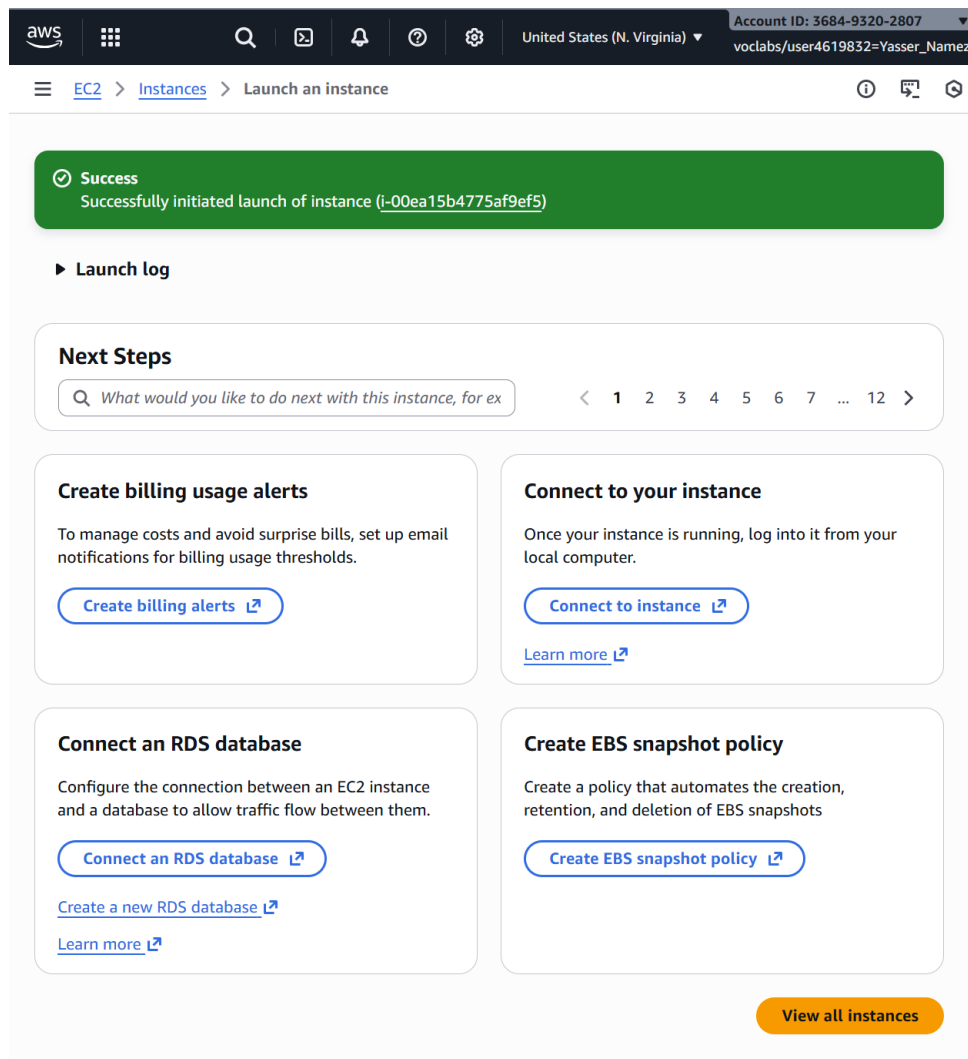 aws
United States (N. Virginia)
Account ID: 3684-9320-2807
voclabs/user4619832=Yasser_Namez
EC2 > Instances > Launch an instance
Success
Successfully initiated launch of instance (i-00ea15b4775af9ef5)
Launch log
Next Steps
What would you like to do next with this instance, for ex
1 2 3 4 5 6 7 ... 12
Create billing usage alerts
To manage costs and avoid surprise bills, set up email
notifications for billing usage thresholds.
Create billing alerts
Connect to your instance
Once your instance is running, log into it from your
local computer.
Connect to instance
Learn more
Connect an RDS database
Configure the connection between an EC2 instance
and a database to allow traffic flow between them.
Connect an RDS database
Create a new RDS database
Learn more
Create EBS snapshot policy
Create a policy that automates the creation,
retention, and deletion of EBS snapshots
Create EBS snapshot policy
View all instances